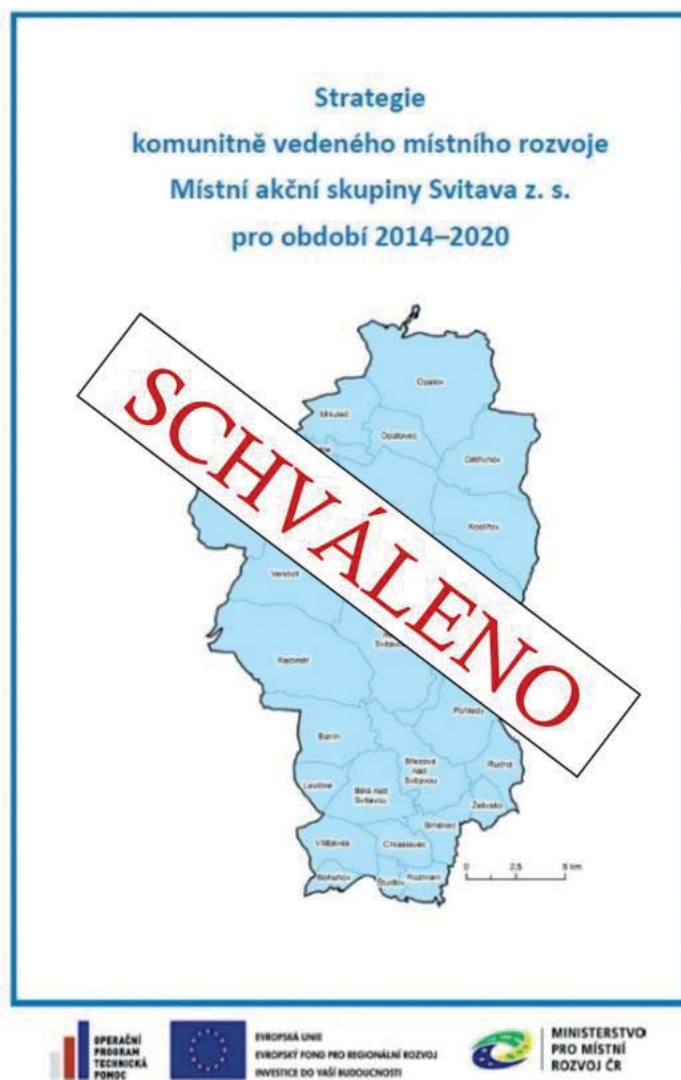 Strategie
komunitně vedeného místního rozvoje
Místní akční skupiny Svitava z. s.
pro období 2014–2020
Opatov
Mikuleč
Opatovec
Dětřichov
Koclířov
SCHVÁLENO
Vendolí
Svitavou
Radiměř
Pohledy
Banín
Březová
nad
Svitavou
Rudná
Lavičné
Bělá nad
Svitavou
Želivsko
Brněnec
Vítějeves
Chrastavec
Bohuňov
Študlov
Rozhraní
0 2,5 5 km
OPERAČNÍ
PROGRAM
TECHNICKÁ
POMOC
EVROPSKÁ UNIE
EVROPSKÝ FOND PRO REGIONÁLNÍ ROZVOJ
INVESTICE DO VAŠÍ BUDOUCNOSTI
MINISTERSTVO
PRO MÍSTNÍ
ROZVOJ ČR